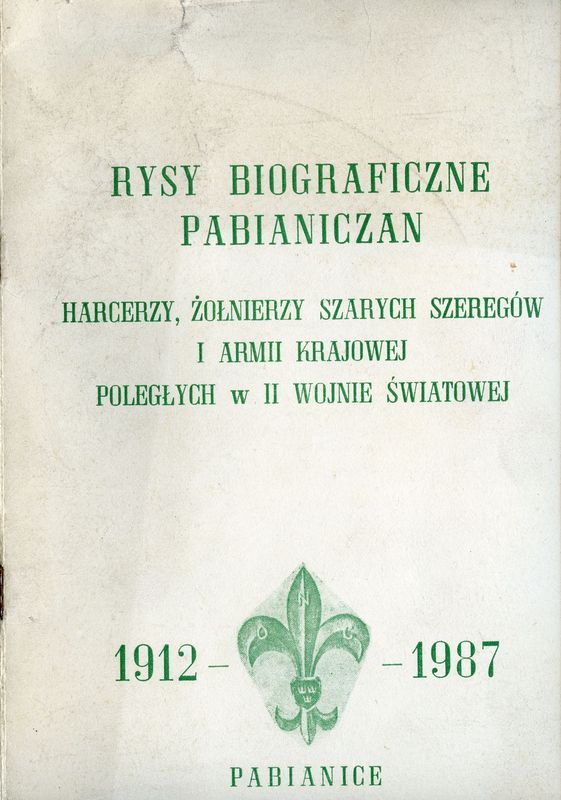 RYSY BIOGRAFICZNE
PABIANICZAN
HARCERZY, ŻOŁNIERZY SZARYCH SZEREGÓW
I ARMII KRAJOWEJ
POLEGŁYCH w II WOJNIE ŚWIATOWEJ
O N C
1912 – – 1987
PABIANICE